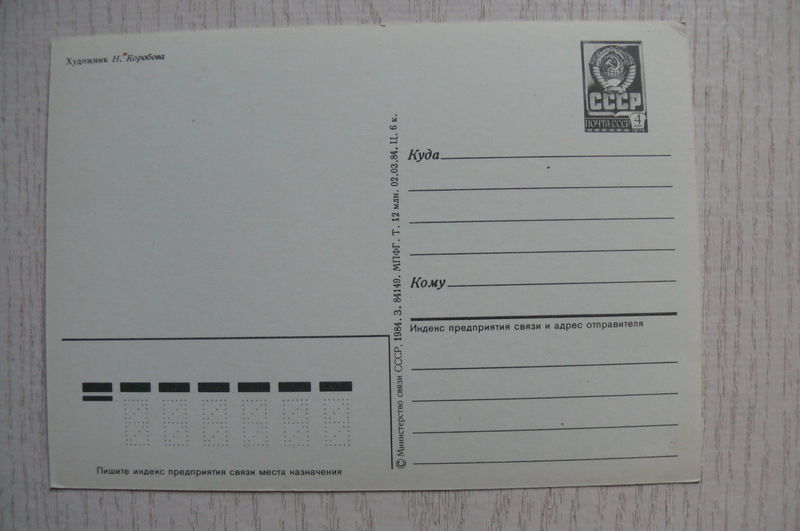 Художник Н. Коробова
СССР
ПОЧТА СССР 4
Куда
Кому
Индекс предприятия связи и адрес отправителя
© Министерство связи СССР, 1984. З. 84149. МПФГ. Т. 12 млн. 02.03.84. Ц. 6 к.
Пишите индекс предприятия связи места назначения